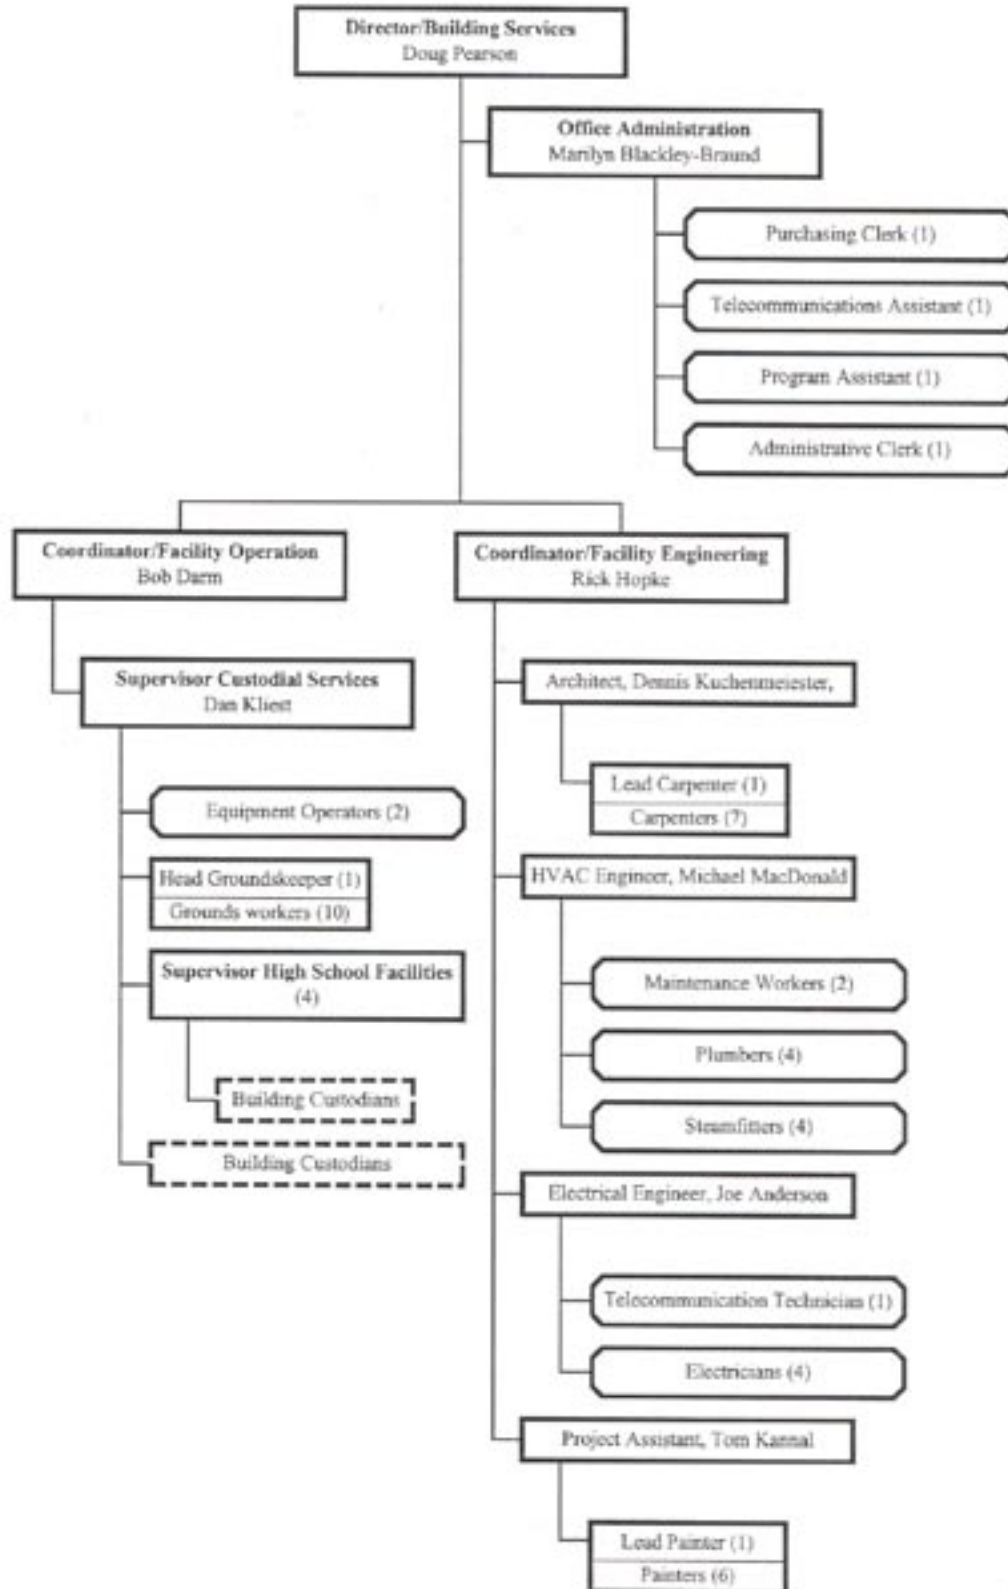 Director/Building Services
Doug Pearson
Office Administration
Marilyn Blackley-Braund
Purchasing Clerk (1)
Telecommunications Assistant (1)
Program Assistant (1)
Administrative Clerk (1)
Coordinator/Facility Operation
Bob Darm
Supervisor Custodial Services
Dan Kliest
Equipment Operators (2)
Head Groundskeeper (1)
Grounds workers (10)
Supervisor High School Facilities
(4)
Building Custodians
Building Custodians
Coordinator/Facility Engineering
Rick Hopke
Architect, Dennis Kuchenmeiester,
Lead Carpenter (1)
Carpenters (7)
HVAC Engineer, Michael MacDonald
Maintenance Workers (2)
Plumbers (4)
Steamfitters (4)
Electrical Engineer, Joe Anderson
Telecommunication Technician (1)
Electricians (4)
Project Assistant, Tom Kannal
Lead Painter (1)
Painters (6)